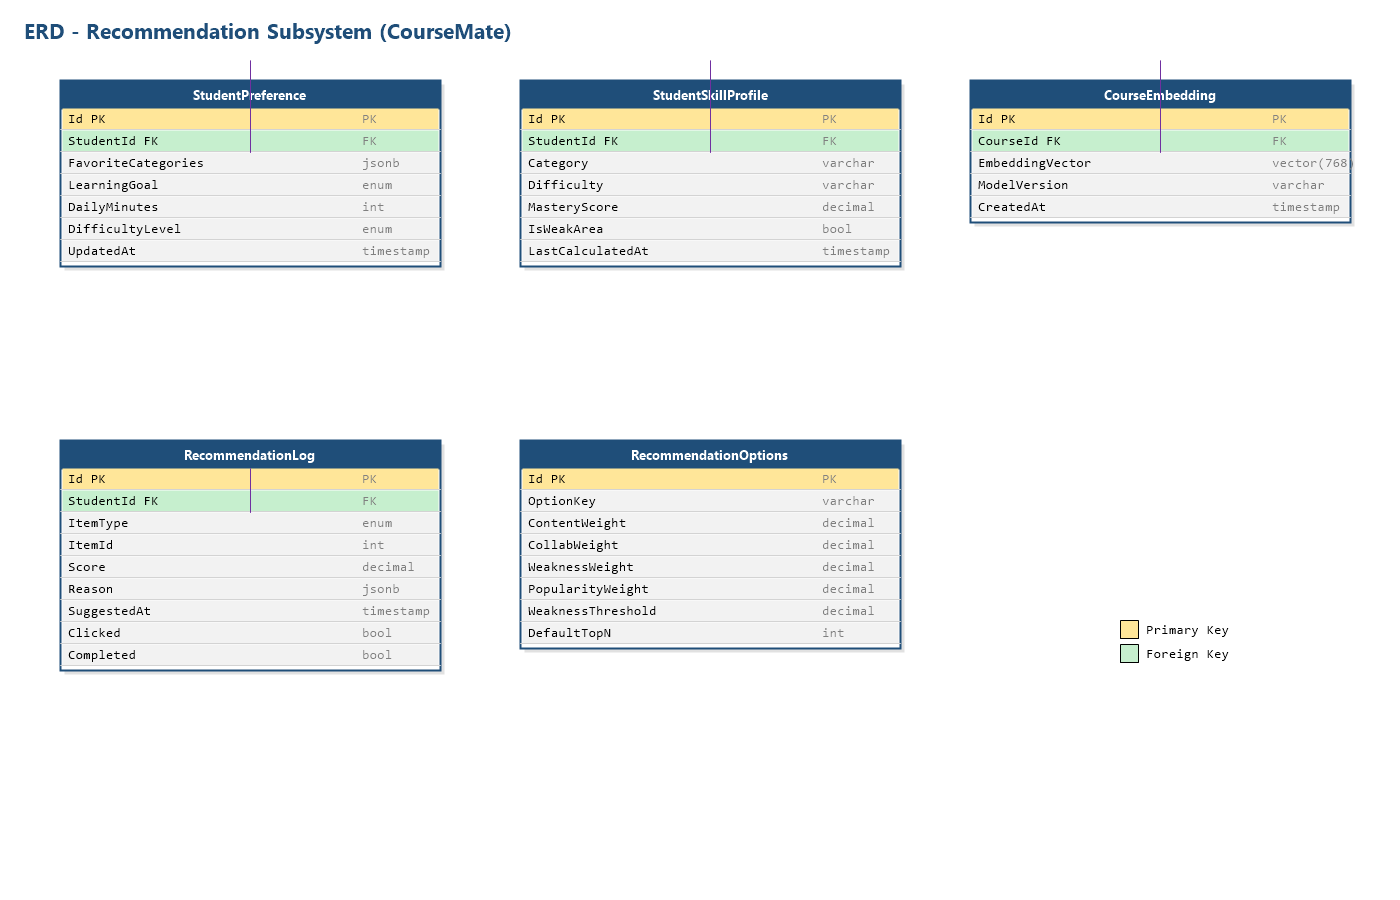 ERD - Recommendation Subsystem (CourseMate)
StudentPreference
Id PK PK
StudentId FK FK
FavoriteCategories jsonb
LearningGoal enum
DailyMinutes int
DifficultyLevel enum
UpdatedAt timestamp
StudentSkillProfile
Id PK PK
StudentId FK FK
Category varchar
Difficulty varchar
MasteryScore decimal
IsWeakArea bool
LastCalculatedAt timestamp
CourseEmbedding
Id PK PK
CourseId FK FK
EmbeddingVector vector(768)
ModelVersion varchar
CreatedAt timestamp
RecommendationLog
Id PK PK
StudentId FK FK
ItemType enum
ItemId int
Score decimal
Reason jsonb
SuggestedAt timestamp
Clicked bool
Completed bool
RecommendationOptions
Id PK PK
OptionKey varchar
ContentWeight decimal
CollabWeight decimal
WeaknessWeight decimal
PopularityWeight decimal
WeaknessThreshold decimal
DefaultTopN int
Primary Key
Foreign Key